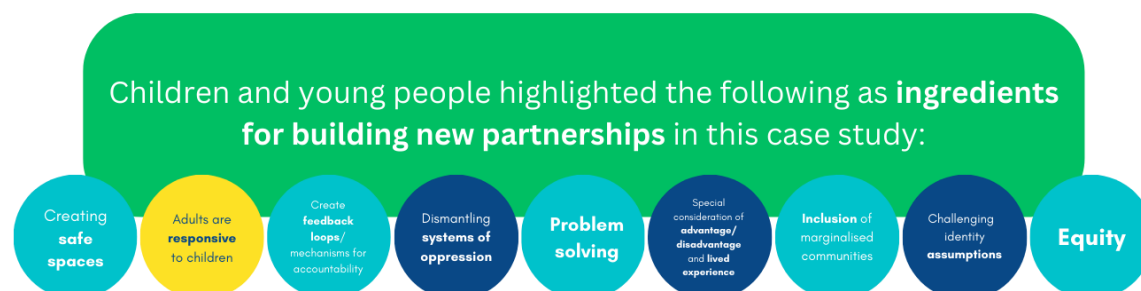 Children and young people highlighted the following as ingredients
for building new partnerships in this case study:
Creating
safe
spaces
Adults are
responsive
to children
Create
feedback
loops/
mechanisms for
accountability
Dismantling
systems of
oppression
Problem
solving
Special
consideration of
advantage/
disadvantage
and lived
experience
Inclusion of
marginalised
communities
Challenging
identity
assumptions
Equity